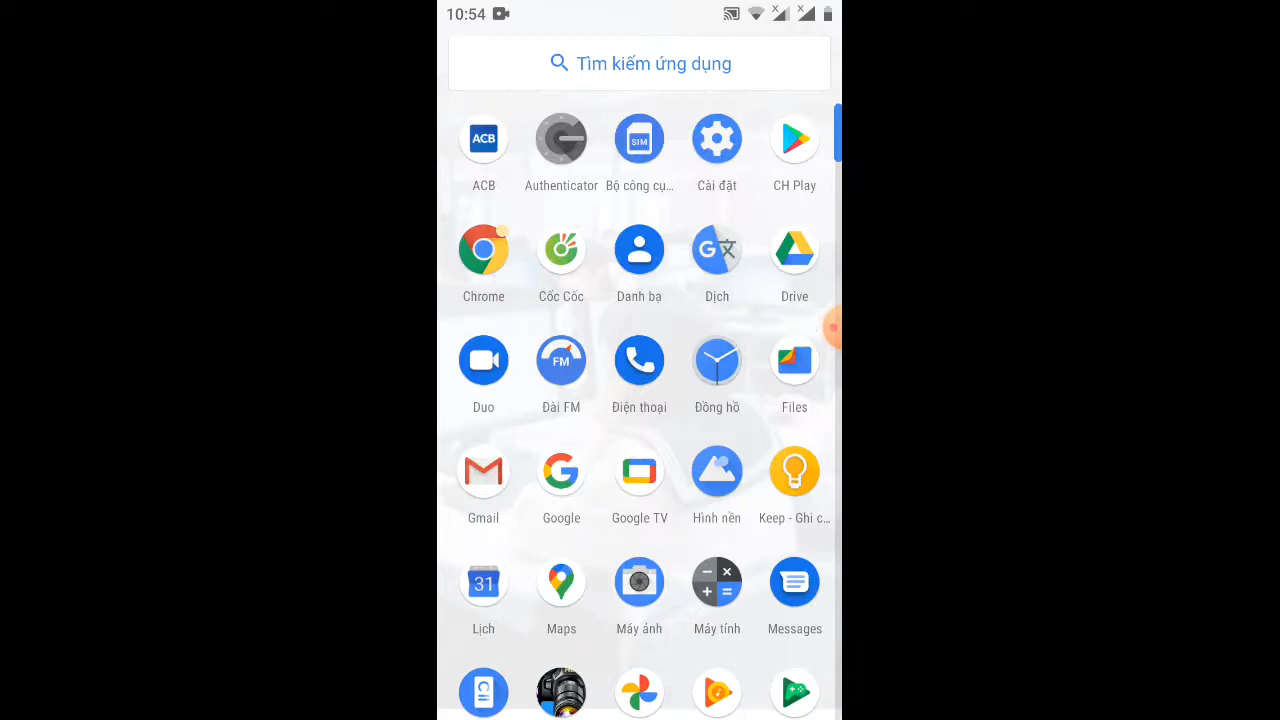 10:54
Tìm kiếm ứng dụng
ACB
SIM
ACB Authenticator Bộ công cụ... Cài đặt CH Play
G文
Chrome Cốc Cốc Danh bạ Dịch Drive
FM
Duo Đài FM Điện thoại Đồng hồ Files
Gmail Google Google TV Hình nền Keep - Ghi c...
31
Lịch Maps Máy ảnh Máy tính Messages